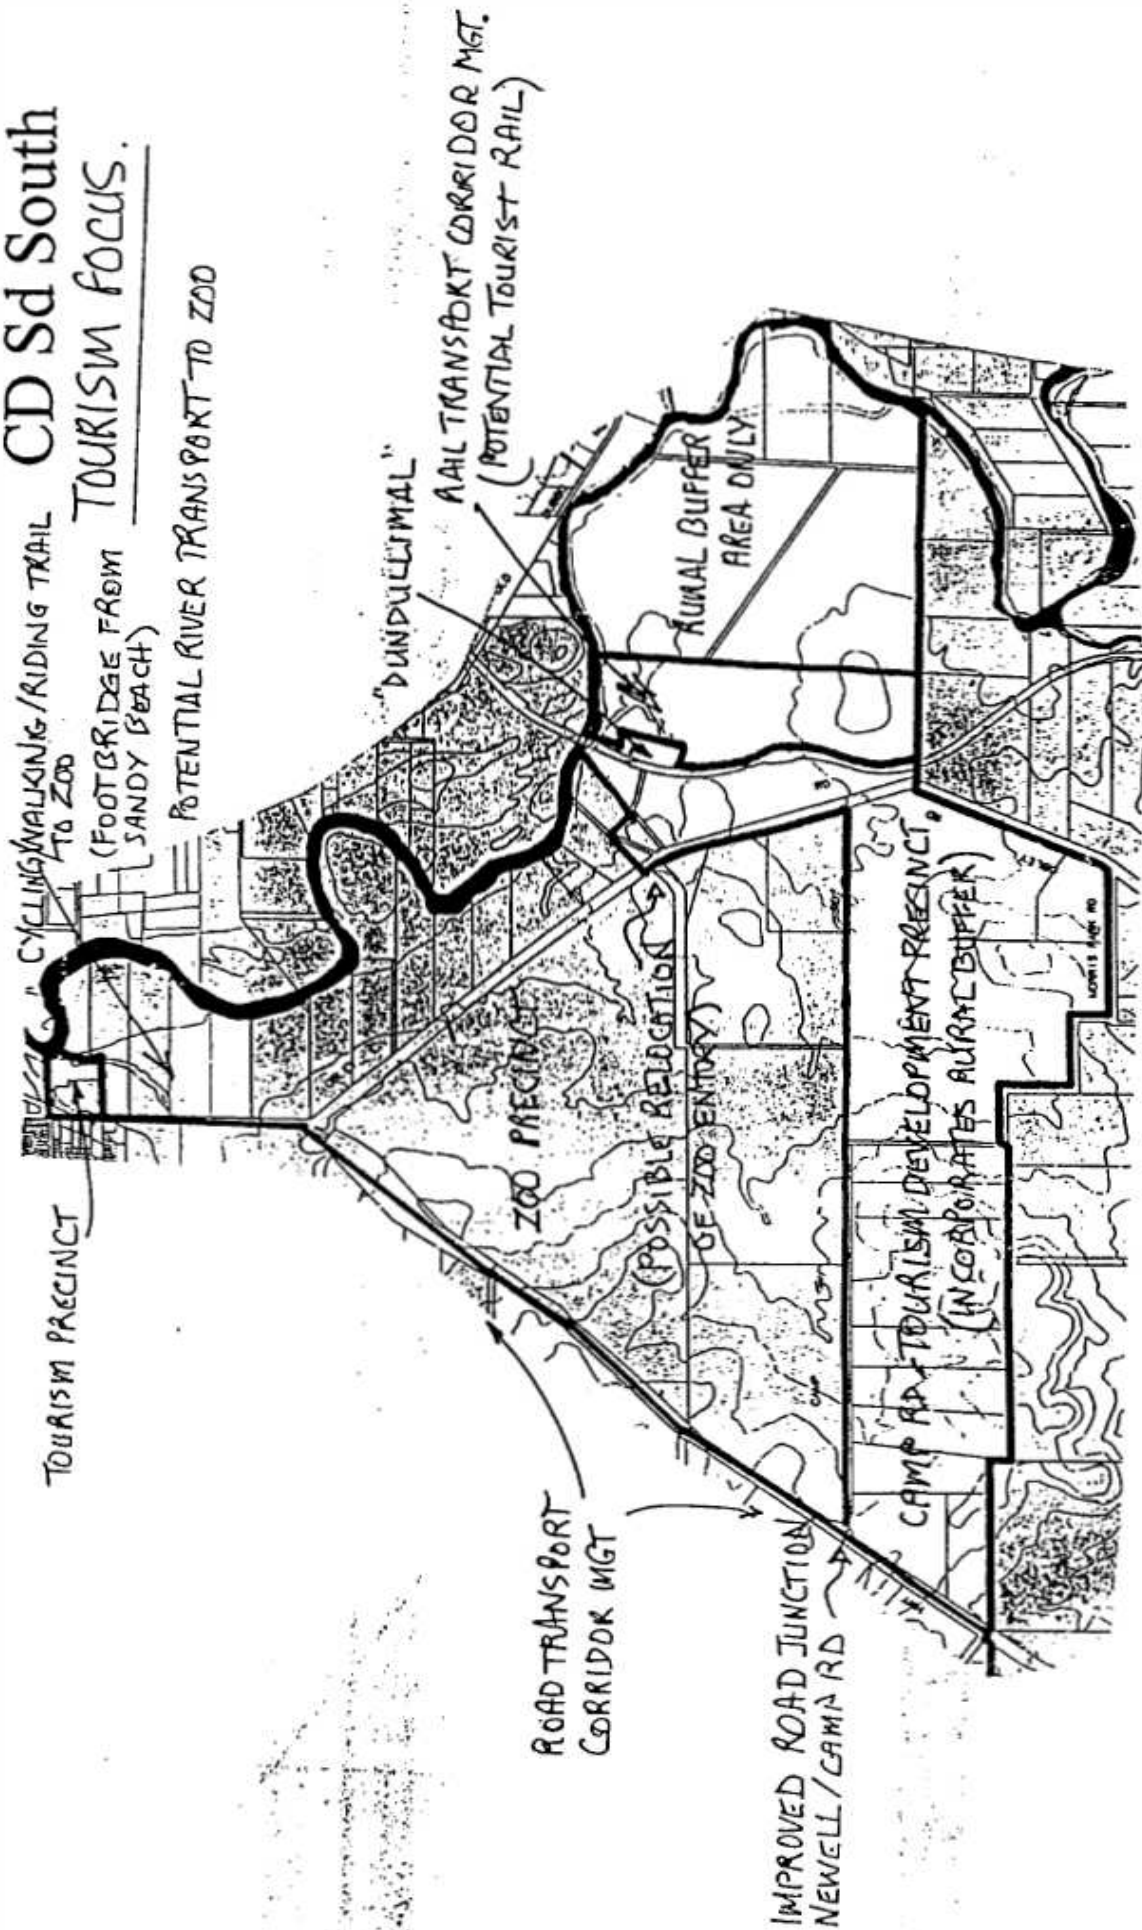 CD Sd South
TOURISM FOCUS.
CYCLING/WALKING/RIDING TRAIL
TO ZOO
(FOOTBRIDGE FROM
SANDY BEACH)
POTENTIAL RIVER TRANSPORT TO ZOO
TOURISM PRECINCT
"DUNDULLIMAL"
RAIL TRANSPORT CORRIDOR MGT.
(POTENTIAL TOURIST RAIL)
RURAL BUFFER
AREA ONLY
ZOO PRECINCT
(POSSIBLE RELOCATION
OF ZOO ENTRY)
ROAD TRANSPORT
CORRIDOR MGT
IMPROVED ROAD JUNCTION
NEWELL/CAMP RD
CAMP RD. TOURISM DEVELOPMENT PRECINCT,
(INCORPORATES A RURAL BUFFER)
MORRIS PARK RD